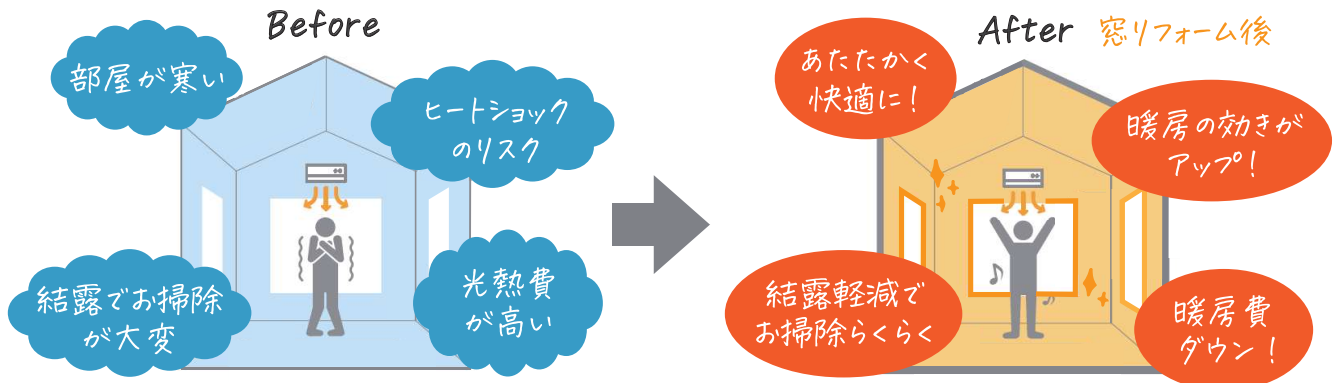 Before
部屋が寒い
ヒートショック
のリスク
結露でお掃除
が大変
光熱費
が高い
After 窓リフォーム後
あたたかく
快適に！
暖房の効きが
アップ！
結露軽減で
お掃除らくらく
暖房費
ダウン！